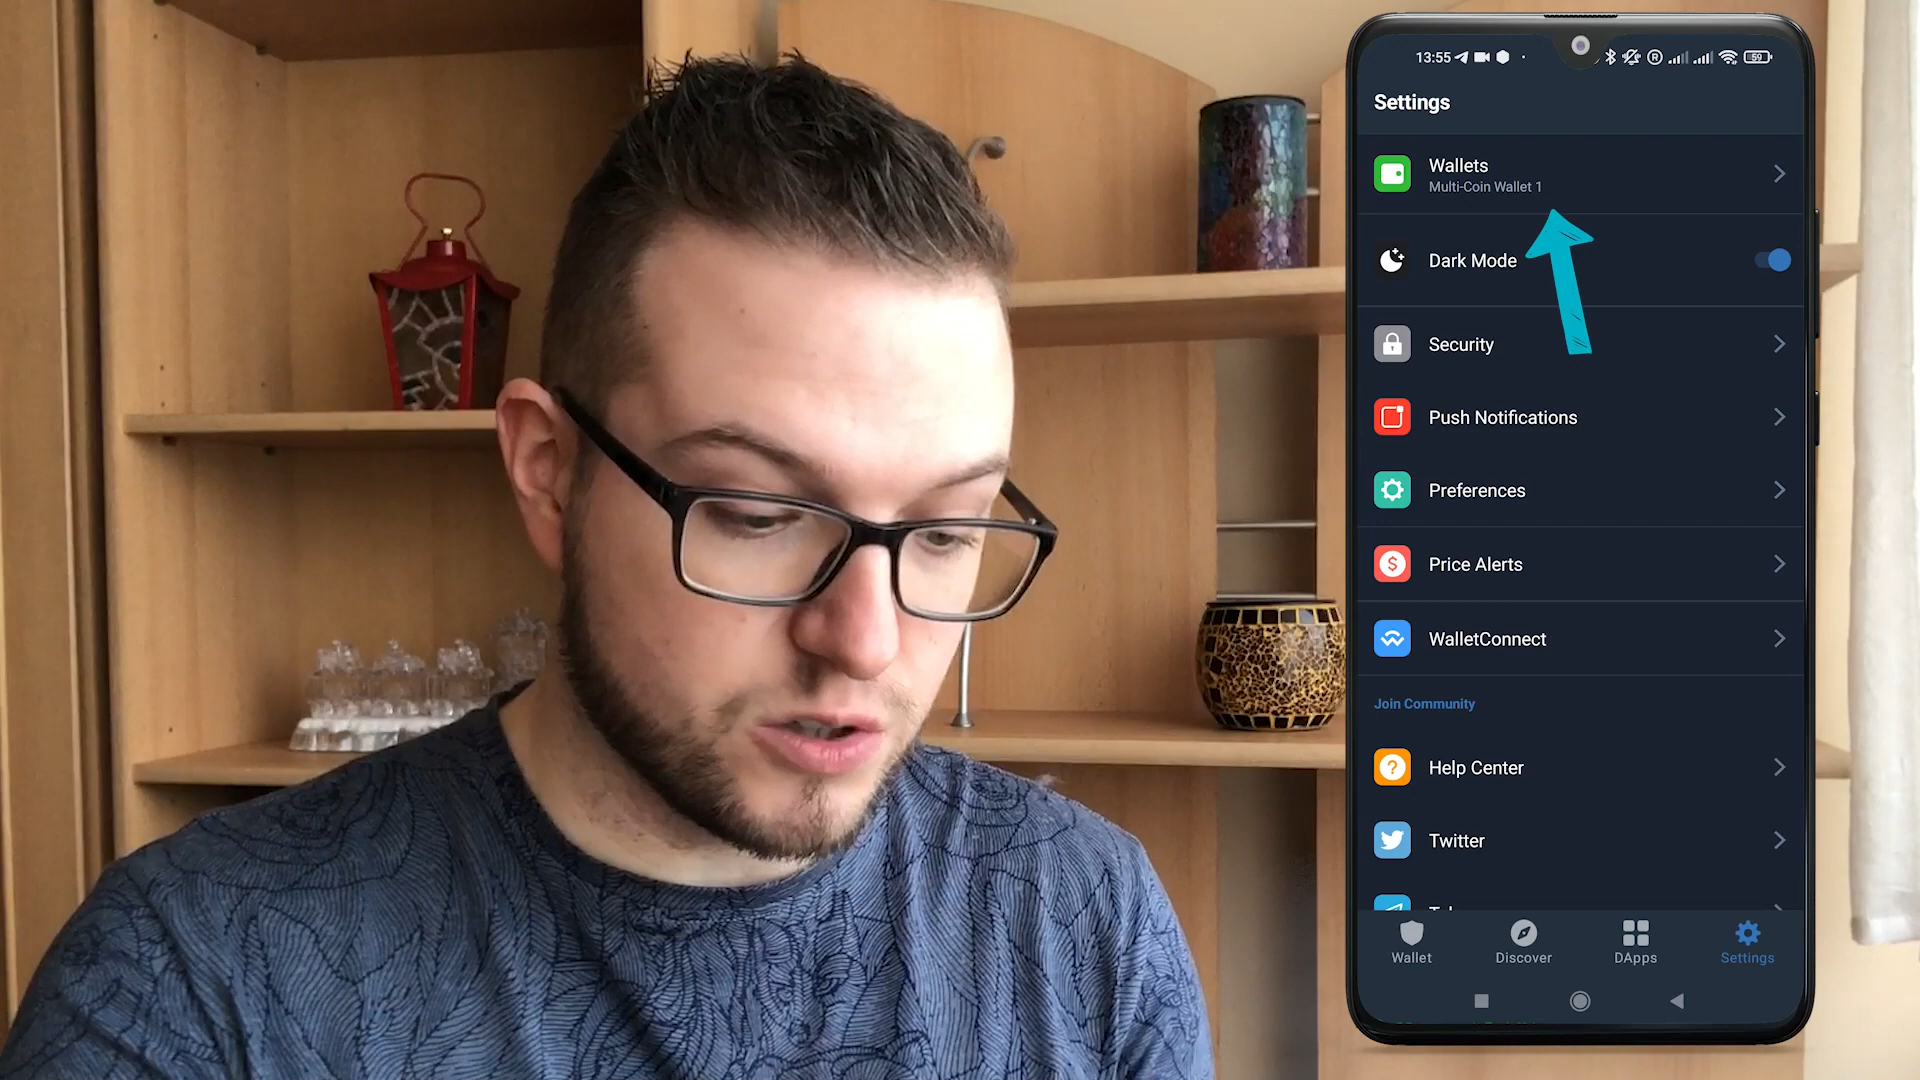 13:55
59
Settings
Wallets
Multi-Coin Wallet 1
Dark Mode
Security
Push Notifications
Preferences
Price Alerts
WalletConnect
Join Community
Help Center
Twitter
Wallet
Discover
DApps
Settings